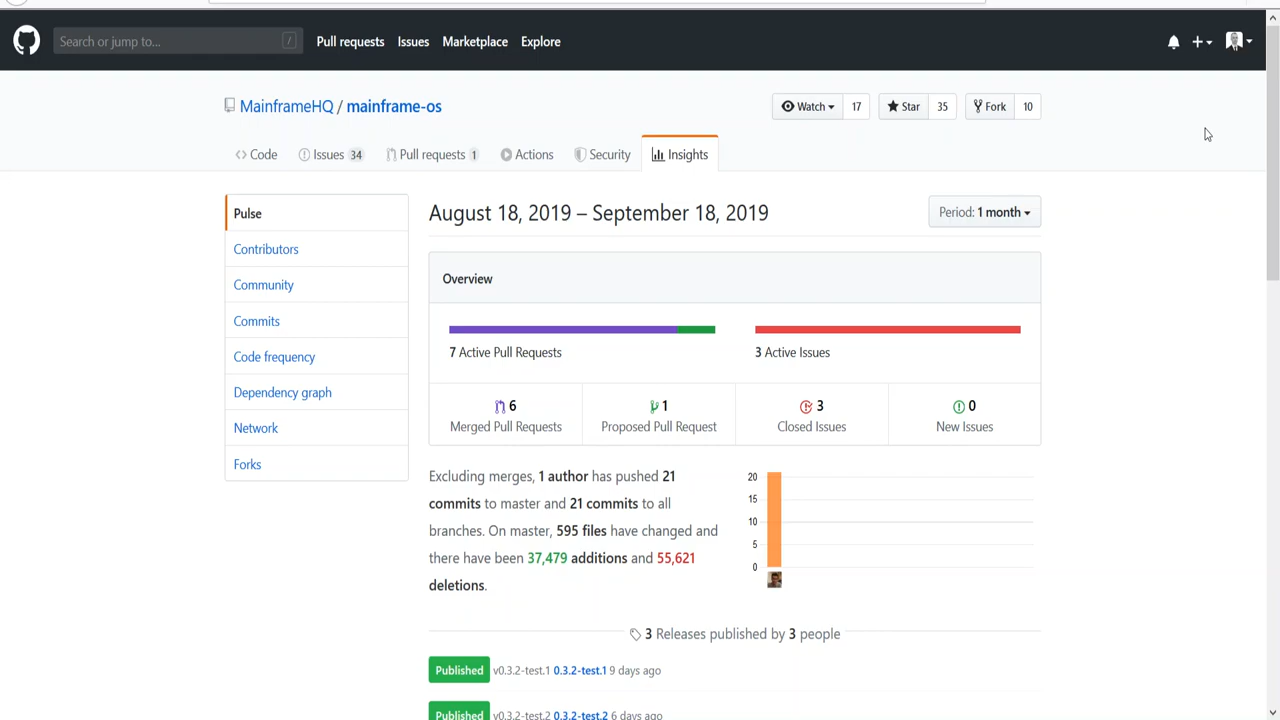 Search or jump to... /
Pull requests Issues Marketplace Explore
MainframeHQ / mainframe-os
Watch 17 Star 35 Fork 10
Code Issues 34 Pull requests 1 Actions Security Insights
Pulse
Contributors
Community
Commits
Code frequency
Dependency graph
Network
Forks
August 18, 2019 – September 18, 2019
Period: 1 month
Overview
7 Active Pull Requests
3 Active Issues
6
Merged Pull Requests
1
Proposed Pull Request
3
Closed Issues
0
New Issues
Excluding merges, 1 author has pushed 21
commits to master and 21 commits to all
branches. On master, 595 files have changed and
there have been 37,479 additions and 55,621
deletions.
20
15
10
5
0
3 Releases published by 3 people
Published v0.3.2-test.1 0.3.2-test.1 9 days ago
Published v0.3.2-test.2 0.3.2-test.2 6 days ago